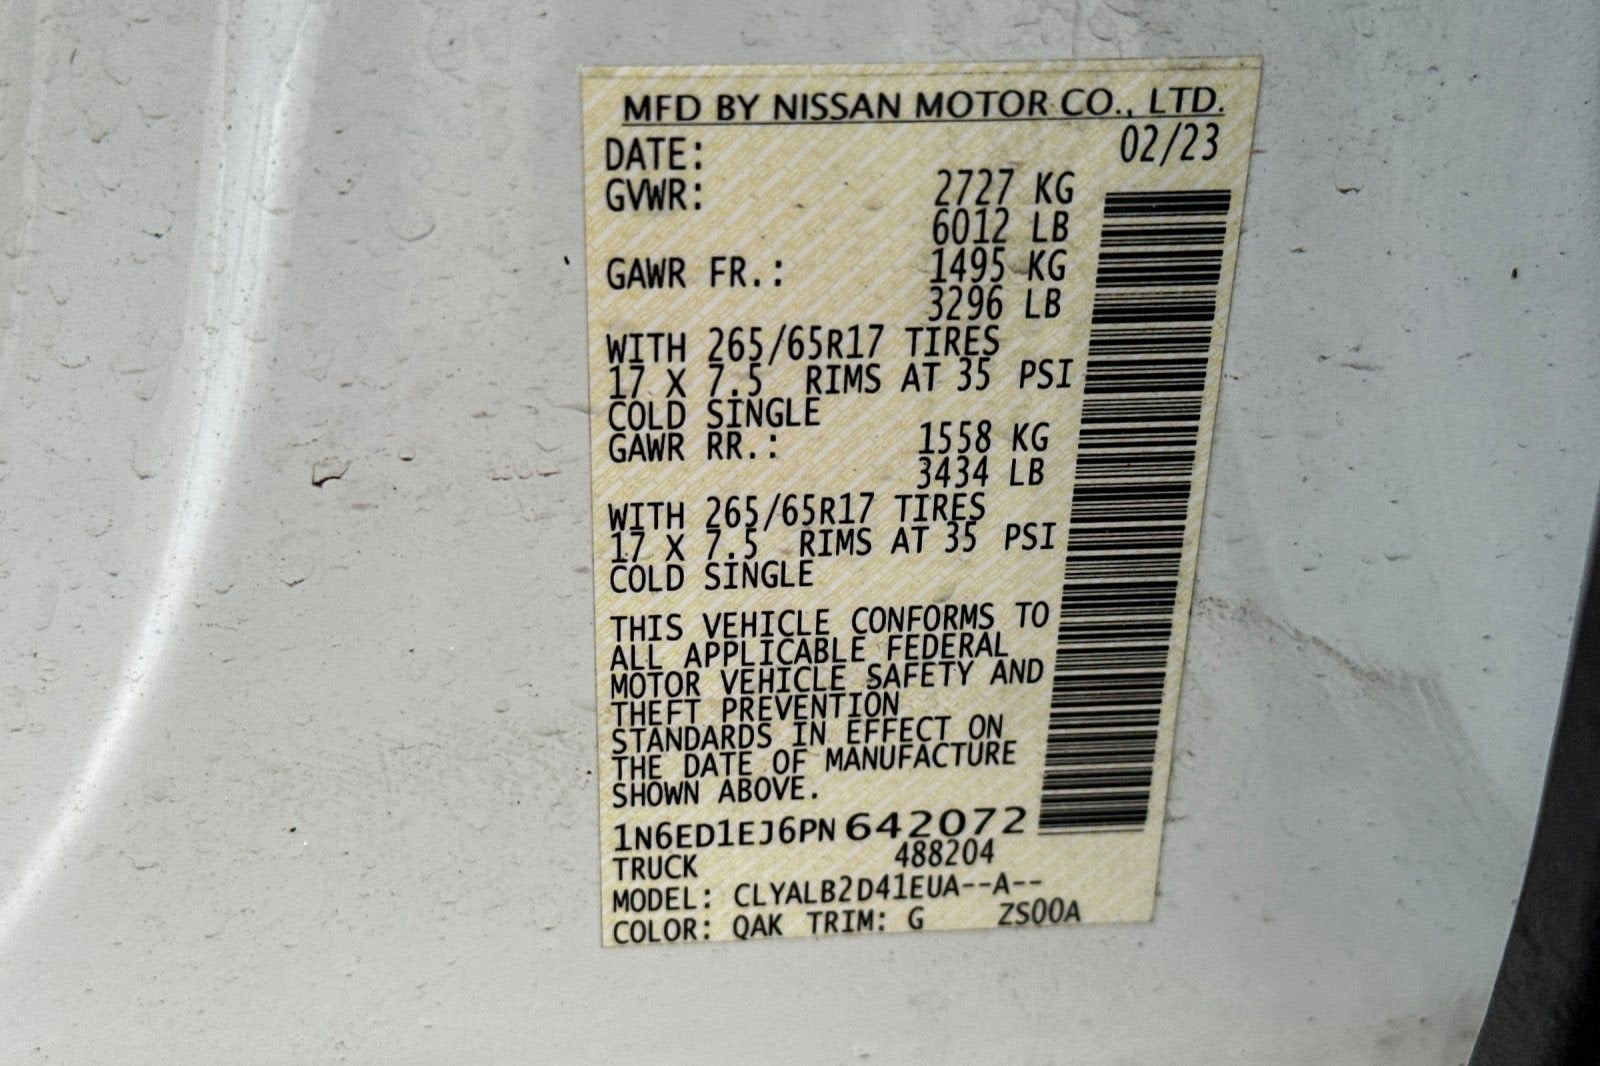 MFD BY NISSAN MOTOR CO., LTD.
DATE: 02/23
GVWR: 2727 KG
6012 LB
GAWR FR.: 1495 KG
3296 LB
WITH 265/65R17 TIRES
17 X 7.5 RIMS AT 35 PSI
COLD SINGLE
GAWR RR.: 1558 KG
3434 LB
WITH 265/65R17 TIRES
17 X 7.5 RIMS AT 35 PSI
COLD SINGLE
THIS VEHICLE CONFORMS TO
ALL APPLICABLE FEDERAL
MOTOR VEHICLE SAFETY AND
THEFT PREVENTION
STANDARDS IN EFFECT ON
THE DATE OF MANUFACTURE
SHOWN ABOVE.
1N6ED1EJ6PN642072
TRUCK 488204
MODEL: CLYALB2D41EUA--A--
COLOR: QAK TRIM: G ZS00A